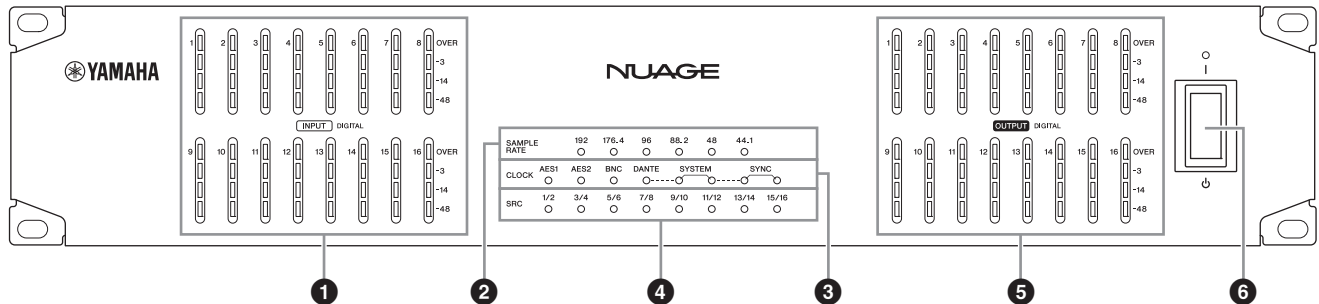 YAMAHA
NUAGE
1 2 3 4 5 6 7 8 OVER
-3
-14
-48
INPUT DIGITAL
9 10 11 12 13 14 15 16 OVER
-3
-14
-48
SAMPLE RATE 192 176.4 96 88.2 48 44.1
CLOCK AES1 AES2 BNC DANTE SYSTEM SYNC
SRC 1/2 3/4 5/6 7/8 9/10 11/12 13/14 15/16
1 2 3 4 5 6 7 8 OVER
-3
-14
-48
OUTPUT DIGITAL
9 10 11 12 13 14 15 16 OVER
-3
-14
-48
I
1 2 4 3 5 6